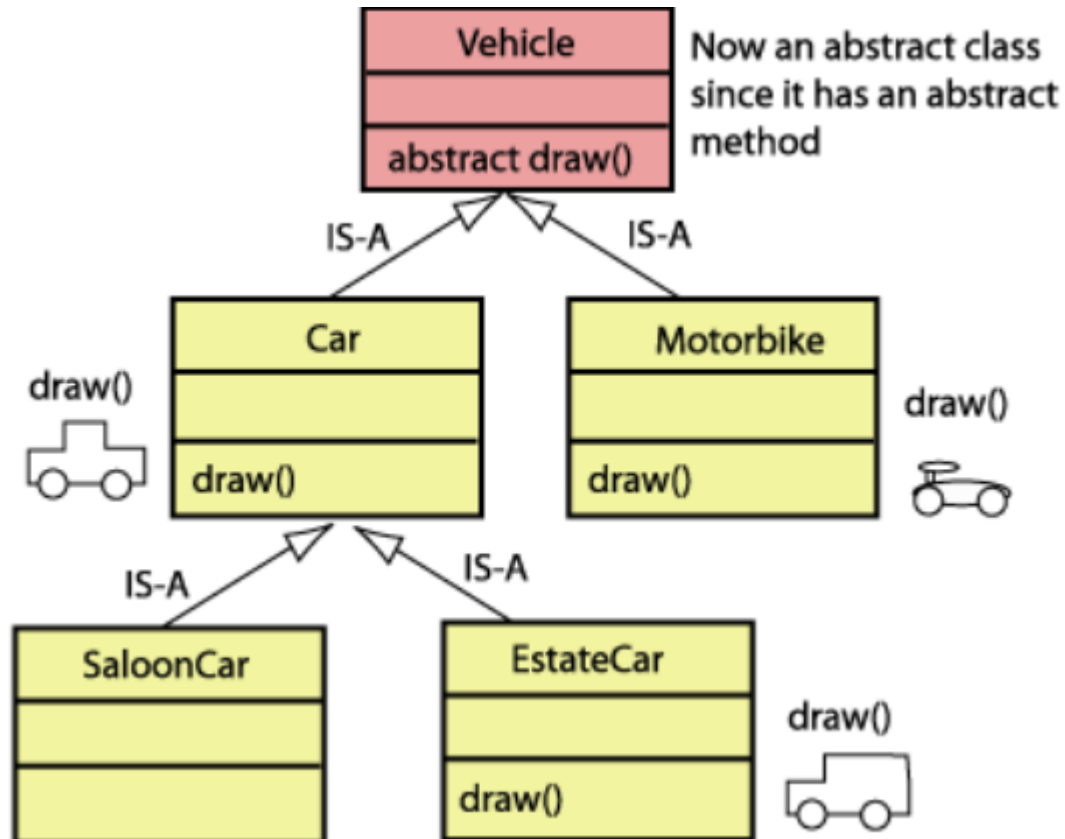 Vehicle
abstract draw()
Now an abstract class
since it has an abstract
method
IS-A
IS-A
Car
draw()
draw()
Motorbike
draw()
draw()
IS-A
IS-A
SaloonCar
EstateCar
draw()
draw()